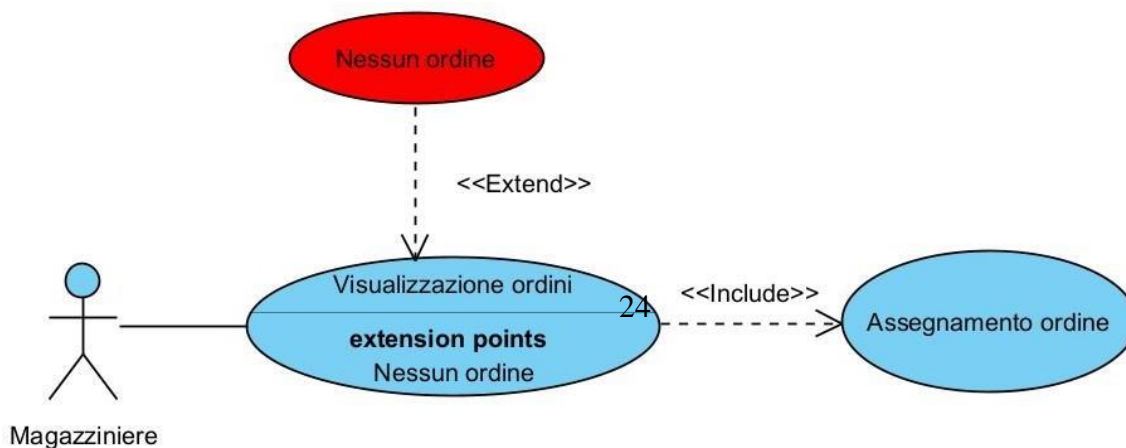 Nessun ordine
<<Extend>>
Visualizzazione ordini
24
<<Include>>
extension points
Nessun ordine
Assegnamento ordine
Magazziniere